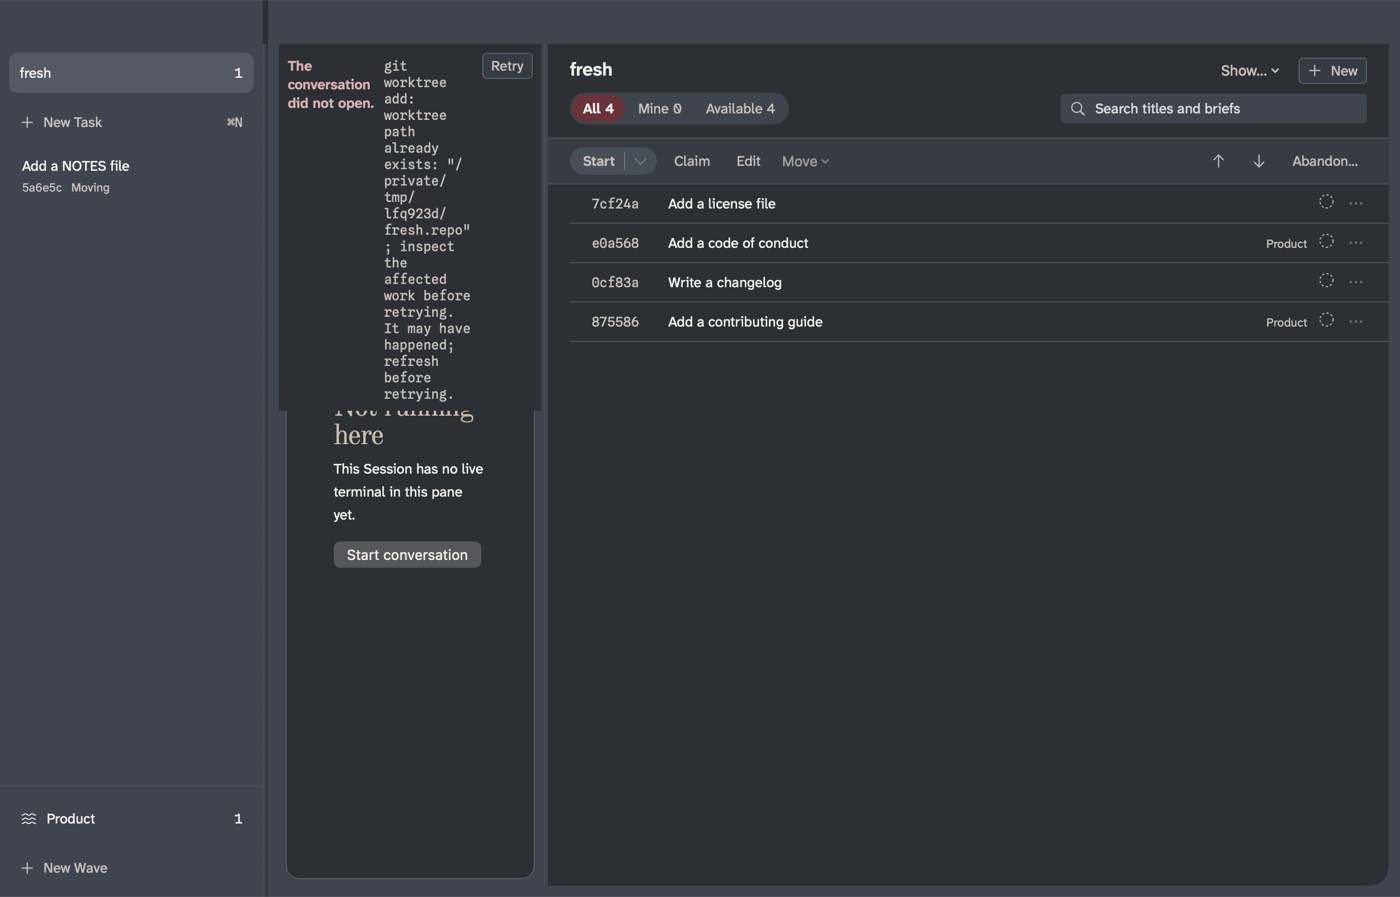 fresh 1
New Task ⌘N
Add a NOTES file
5a6e5c Moving
Product 1
New Wave
The
conversation
did not open.
git
worktree
add:
worktree
path
already
exists: "/
private/
tmp/
lfq923d/
fresh.repo"
; inspect
the
affected
work before
retrying.
It may have
happened;
refresh
before
retrying.
Retry
Not running
here
This Session has no live
terminal in this pane
yet.
Start conversation
fresh
Show... New
All 4 Mine 0 Available 4
Search titles and briefs
Start Claim Edit Move Abandon...
7cf24a Add a license file
e0a568 Add a code of conduct Product
0cf83a Write a changelog
875586 Add a contributing guide Product